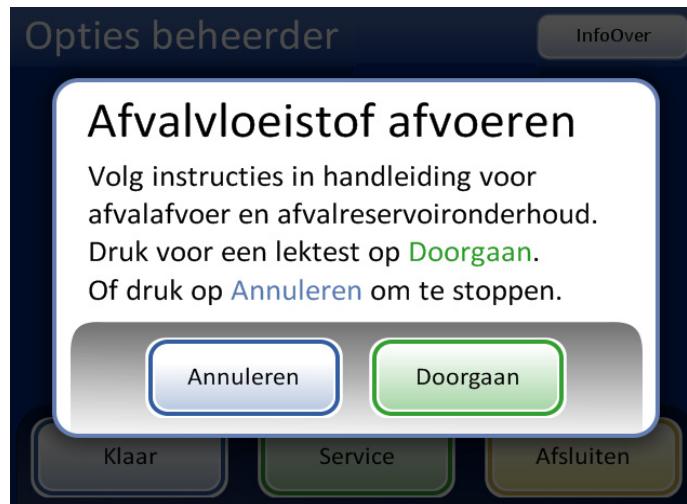 Opties beheerder
InfoOver
Afvalvloeistof afvoeren
Volg instructies in handleiding voor
afvalafvoer en afvalreservoironderhoud.
Druk voor een lektest op Doorgaan.
Of druk op Annuleren om te stoppen.
Annuleren
Doorgaan
Klaar
Service
Afsluiten